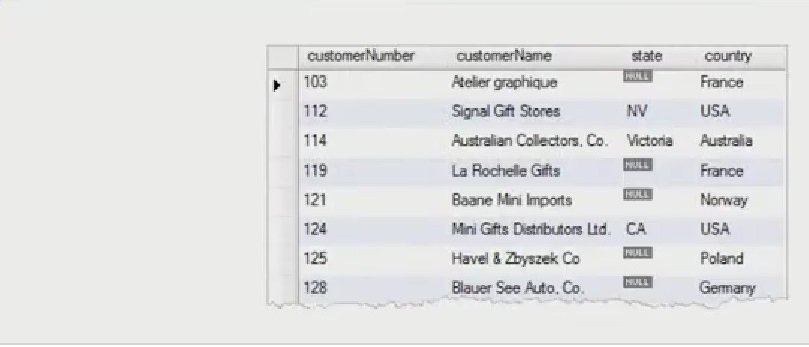 customerNumber customerName state country
103 Atelier graphique NULL France
112 Signal Gift Stores NV USA
114 Australian Collectors, Co. Victoria Australia
119 La Rochelle Gifts NULL France
121 Baane Mini Imports NULL Norway
124 Mini Gifts Distributors Ltd. CA USA
125 Havel & Zbyszek Co NULL Poland
128 Blauer See Auto, Co. NULL Germany